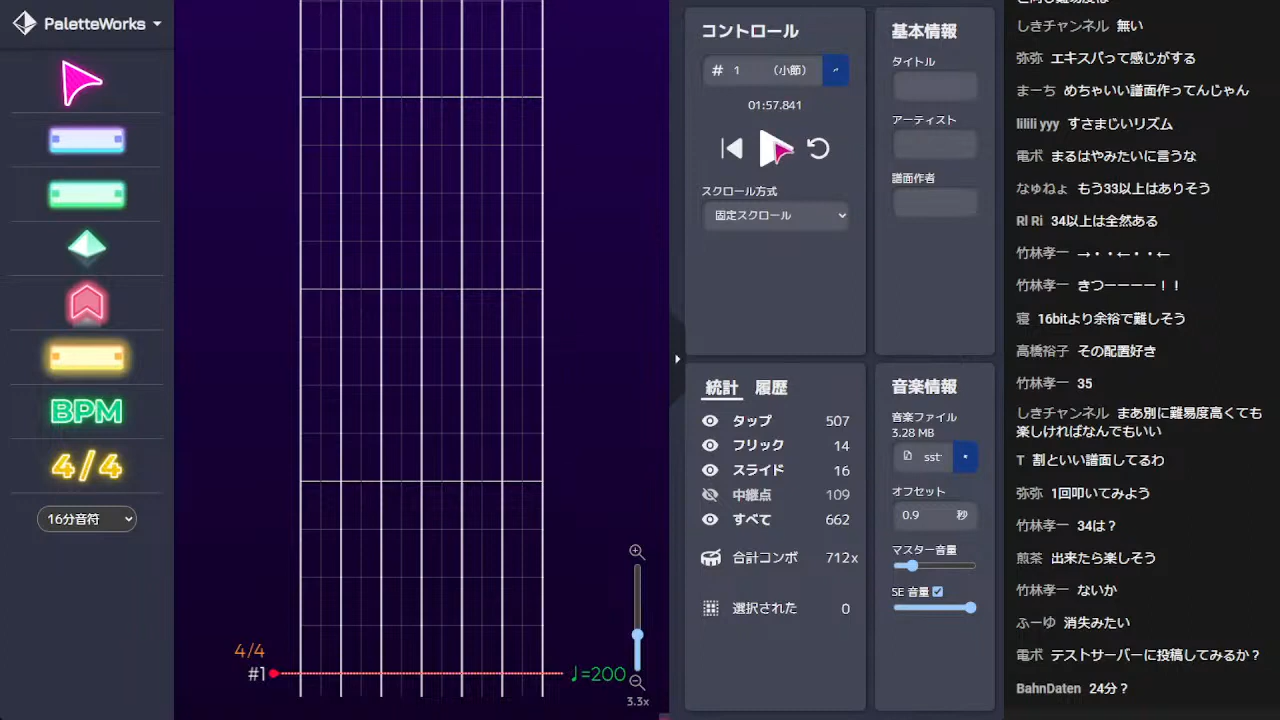 PaletteWorks
BPM
4/4
16分音符
4/4
#1
♩=200
3.3x
コントロール
# 1 (小節)
01:57.841
スクロール方式
固定スクロール
基本情報
タイトル
アーティスト
譜面作者
統計 履歴
タップ 507
フリック 14
スライド 16
中継点 109
すべて 662
合計コンボ 712x
選択された 0
音楽情報
音楽ファイル
3.28 MB
sst
オフセット
0.9 秒
マスター音量
SE 音量
しきチャンネル 無い
弥弥 エキスパって感じがする
まーち めちゃいい譜面作ってんじゃん
lilili yyy すさまじいリズム
電ボ まるはやみたいに言うな
なゅねょ もう33以上はありそう
RI Ri 34以上は全然ある
竹林孝一 →・・←・・←
竹林孝一 きつーーーー！！
寝 16bitより余裕で難しそう
高橋裕子 その配置好き
竹林孝一 35
しきチャンネル まあ別に難易度高くても
楽しければなんでもいい
T 割といい譜面してるわ
弥弥 1回叩いてみよう
竹林孝一 34は？
煎茶 出来たら楽しそう
竹林孝一 ないか
ふーゆ 消失みたい
電ボ テストサーバーに投稿してみるか？
BahnDaten 24分？